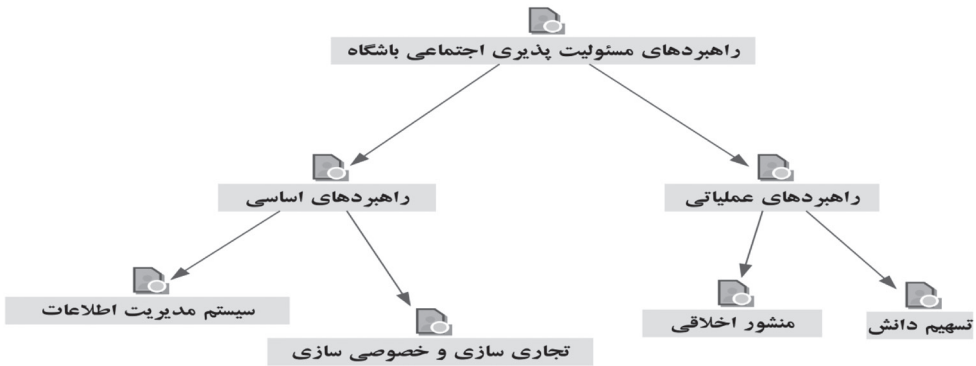 راهبردهای مسئولیت پذیری اجتماعی باشگاه
راهبردهای عملیاتی
راهبردهای اساسی
تسهیم دانش
منشور اخلاقی
تجاری سازی و خصوصی سازی
سیستم مدیریت اطلاعات